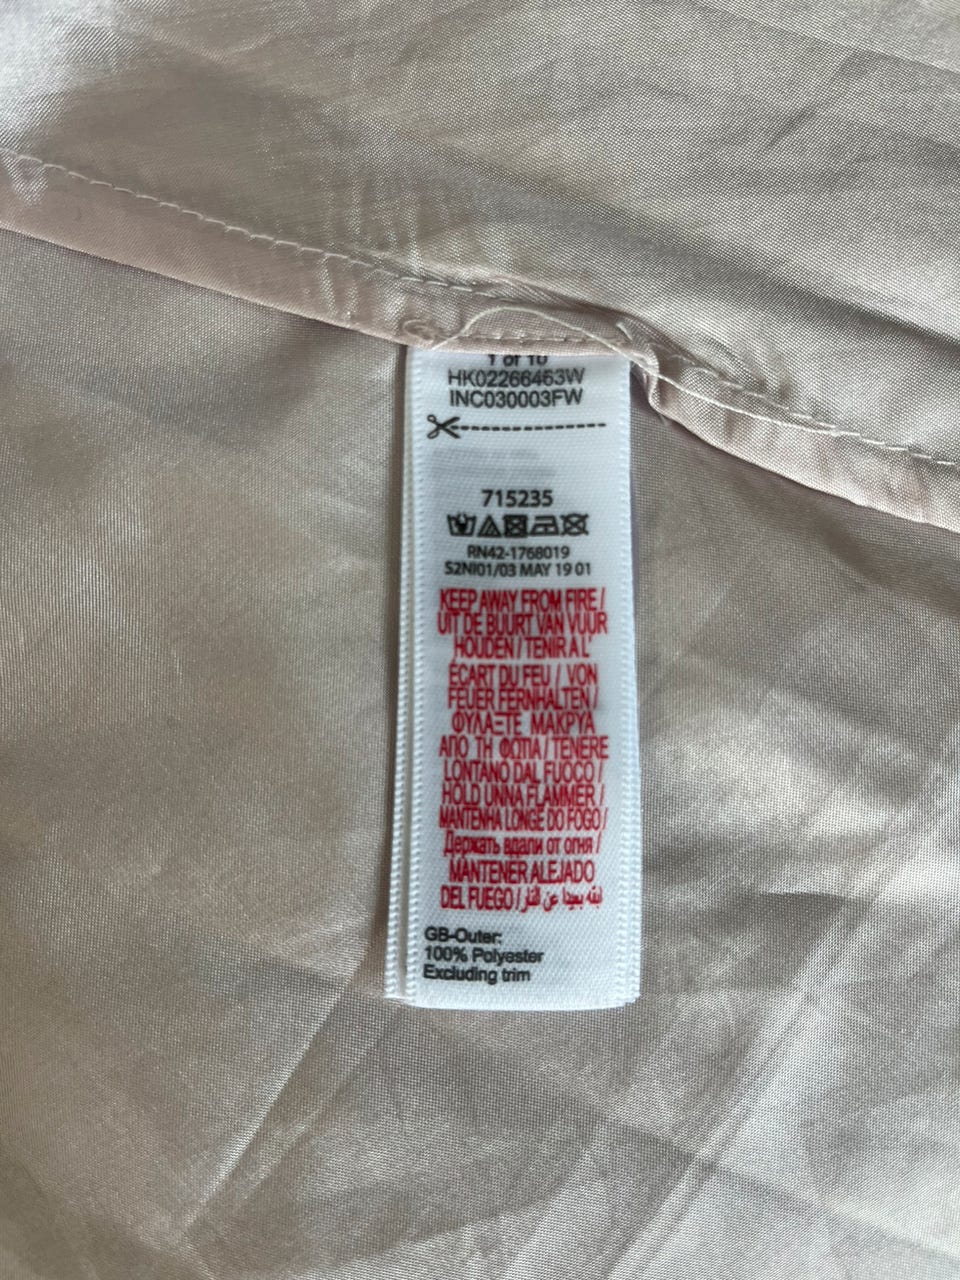 1 of 10
HK02266463W
INC030003FW
715235
RN42-1768019
S2NI01/03 MAY 19 01
KEEP AWAY FROM FIRE /
UIT DE BUURT VAN VUUR
HOUDEN / TENIR A L'
ÉCART DU FEU / VON
FEUER FERNHALTEN /
ΦΥΛΑΞΤΕ ΜΑΚΡΥΑ
ΑΠΟ ΤΗ ΦΩΤΙΑ / TENERE
LONTANO DAL FUOCO /
HOLD UNNA FLAMMER /
MANTENHA LONGE DO FOGO /
Держать вдали от огня /
MANTENER ALEJADO
DEL FUEGO / ابقه بعيدا عن النار
GB-Outer:
100% Polyester
Excluding trim